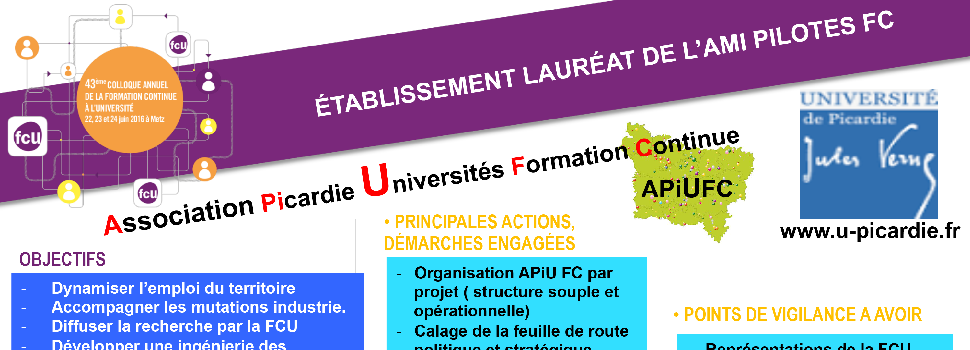 fcu
43ème COLLOQUE ANNUEL
DE LA FORMATION CONTINUE
À L'UNIVERSITÉ
22, 23 et 24 juin 2016 à Metz
fcu
fcu
ÉTABLISSEMENT LAURÉAT DE L'AMI PILOTES FC
UNIVERSITÉ
de Picardie
Jules Verne
www.u-picardie.fr
Association Picardie Universités Formation Continue
APiUFC
OBJECTIFS
- Dynamiser l'emploi du territoire
- Accompagner les mutations industrie.
- Diffuser la recherche par la FCU
- Développer une ingénierie des
• PRINCIPALES ACTIONS,
DÉMARCHES ENGAGÉES
- Organisation APiU FC par
projet ( structure souple et
opérationnelle)
- Calage de la feuille de route
politique et stratégique
• POINTS DE VIGILANCE A AVOIR
Représentations de la FCU